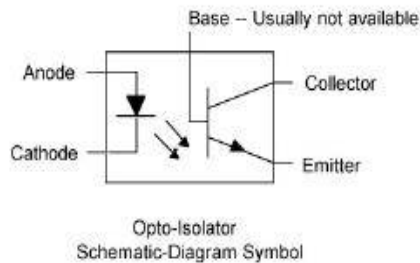 Base -- Usually not available
Anode
Collector
Cathode
Emitter
Opto-Isolator
Schematic-Diagram Symbol